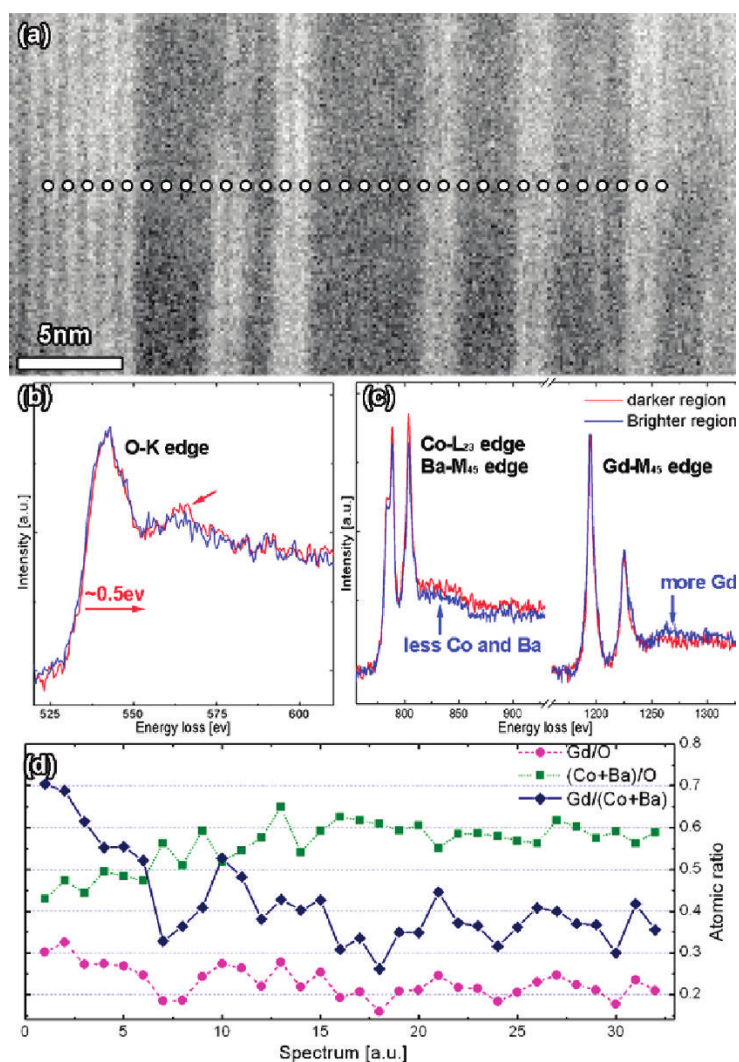 (a)
5nm
(b)
O-K edge
~0.5ev
Intensity [a.u.]
525 550 575 600
Energy loss [ev]
(c)
darker region
Brighter region
Co-L23 edge
Ba-M45 edge
Gd-M45 edge
more Gd
less Co and Ba
Intensity [a.u.]
800 850 900 1200 1250 1300
Energy loss [ev]
(d)
Gd/O
(Co+Ba)/O
Gd/(Co+Ba)
0.8
0.7
0.6
0.5
0.4
0.3
0.2
Atomic ratio
0 5 10 15 20 25 30
Spectrum [a.u.]